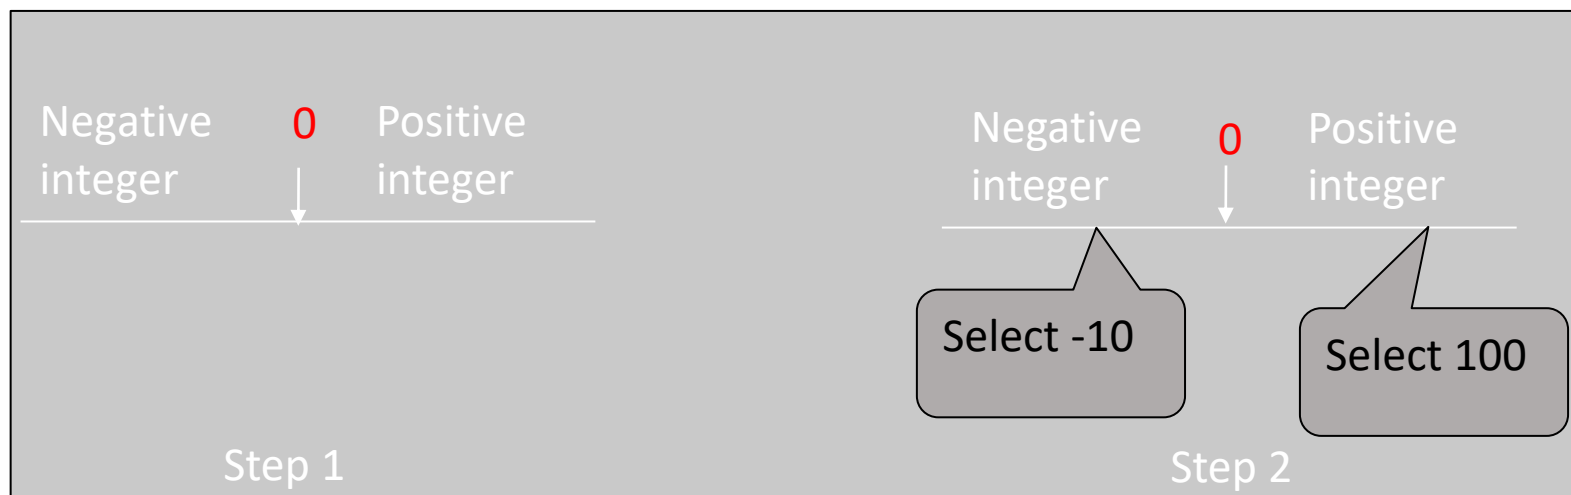 Negative
integer
0
Positive
integer
Step 1
Negative
integer
0
Positive
integer
Select -10
Select 100
Step 2